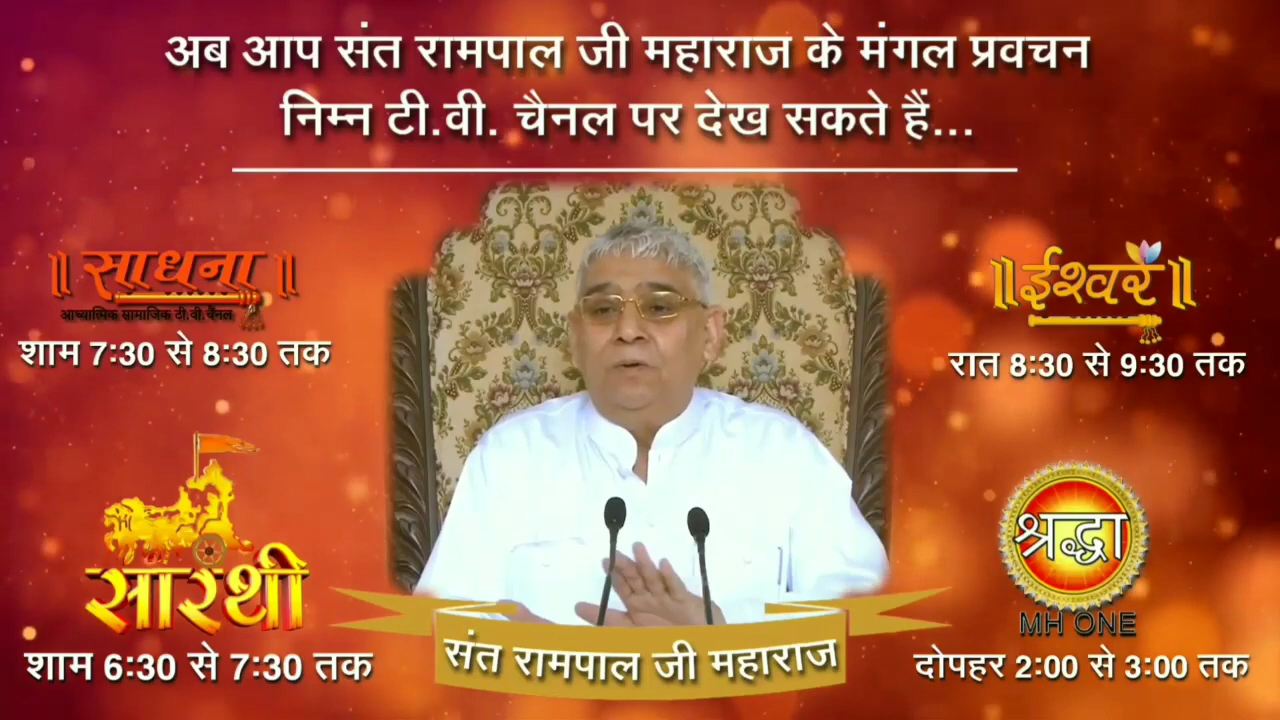 अब आप संत रामपाल जी महाराज के मंगल प्रवचन
निम्न टी.वी. चैनल पर देख सकते हैं...
॥ साधना ॥
आध्यात्मिक सामाजिक टी.वी. चैनल
शाम 7:30 से 8:30 तक
॥ ईश्वर ॥
रात 8:30 से 9:30 तक
सारथी
शाम 6:30 से 7:30 तक
श्रद्धा
MH ONE
दोपहर 2:00 से 3:00 तक
संत रामपाल जी महाराज